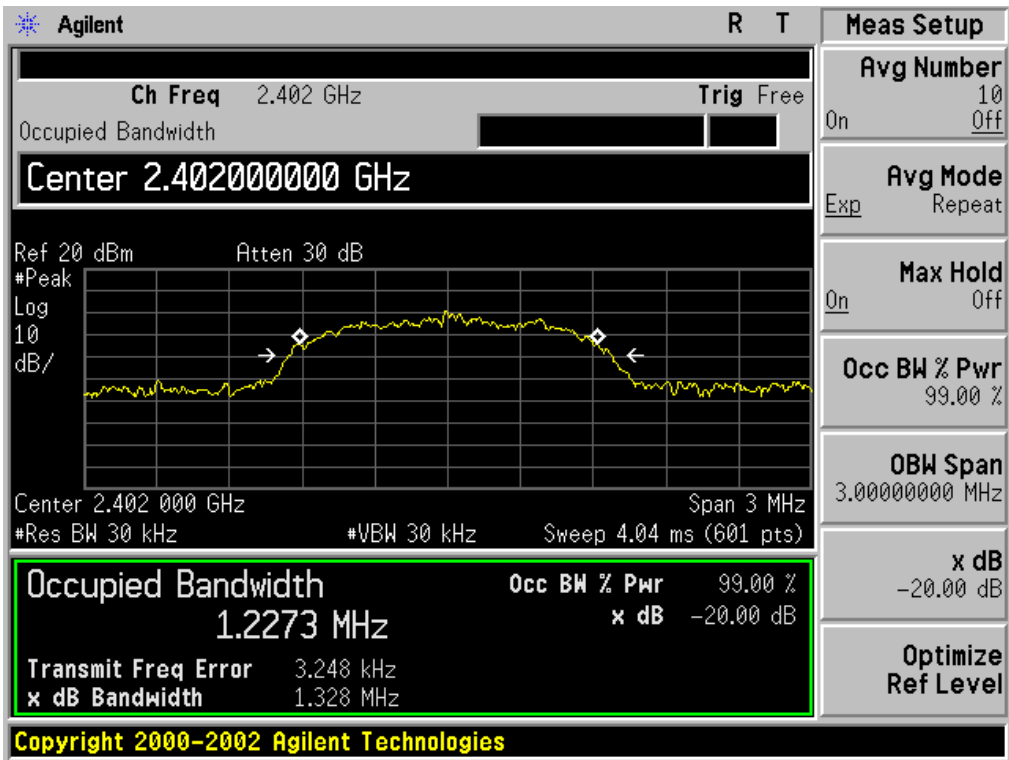 Agilent R T
Ch Freq 2.402 GHz Trig Free
Occupied Bandwidth
Center 2.402000000 GHz
Ref 20 dBm Atten 30 dB
#Peak
Log
10
dB/
Center 2.402 000 GHz Span 3 MHz
#Res BW 30 kHz #VBW 30 kHz Sweep 4.04 ms (601 pts)
Occupied Bandwidth Occ BW % Pwr 99.00 %
1.2273 MHz x dB -20.00 dB
Transmit Freq Error 3.248 kHz
x dB Bandwidth 1.328 MHz
Copyright 2000-2002 Agilent Technologies
Meas Setup
Avg Number
10
On Off
Avg Mode
Exp Repeat
Max Hold
On Off
Occ BW % Pwr
99.00 %
OBW Span
3.00000000 MHz
x dB
-20.00 dB
Optimize
Ref Level